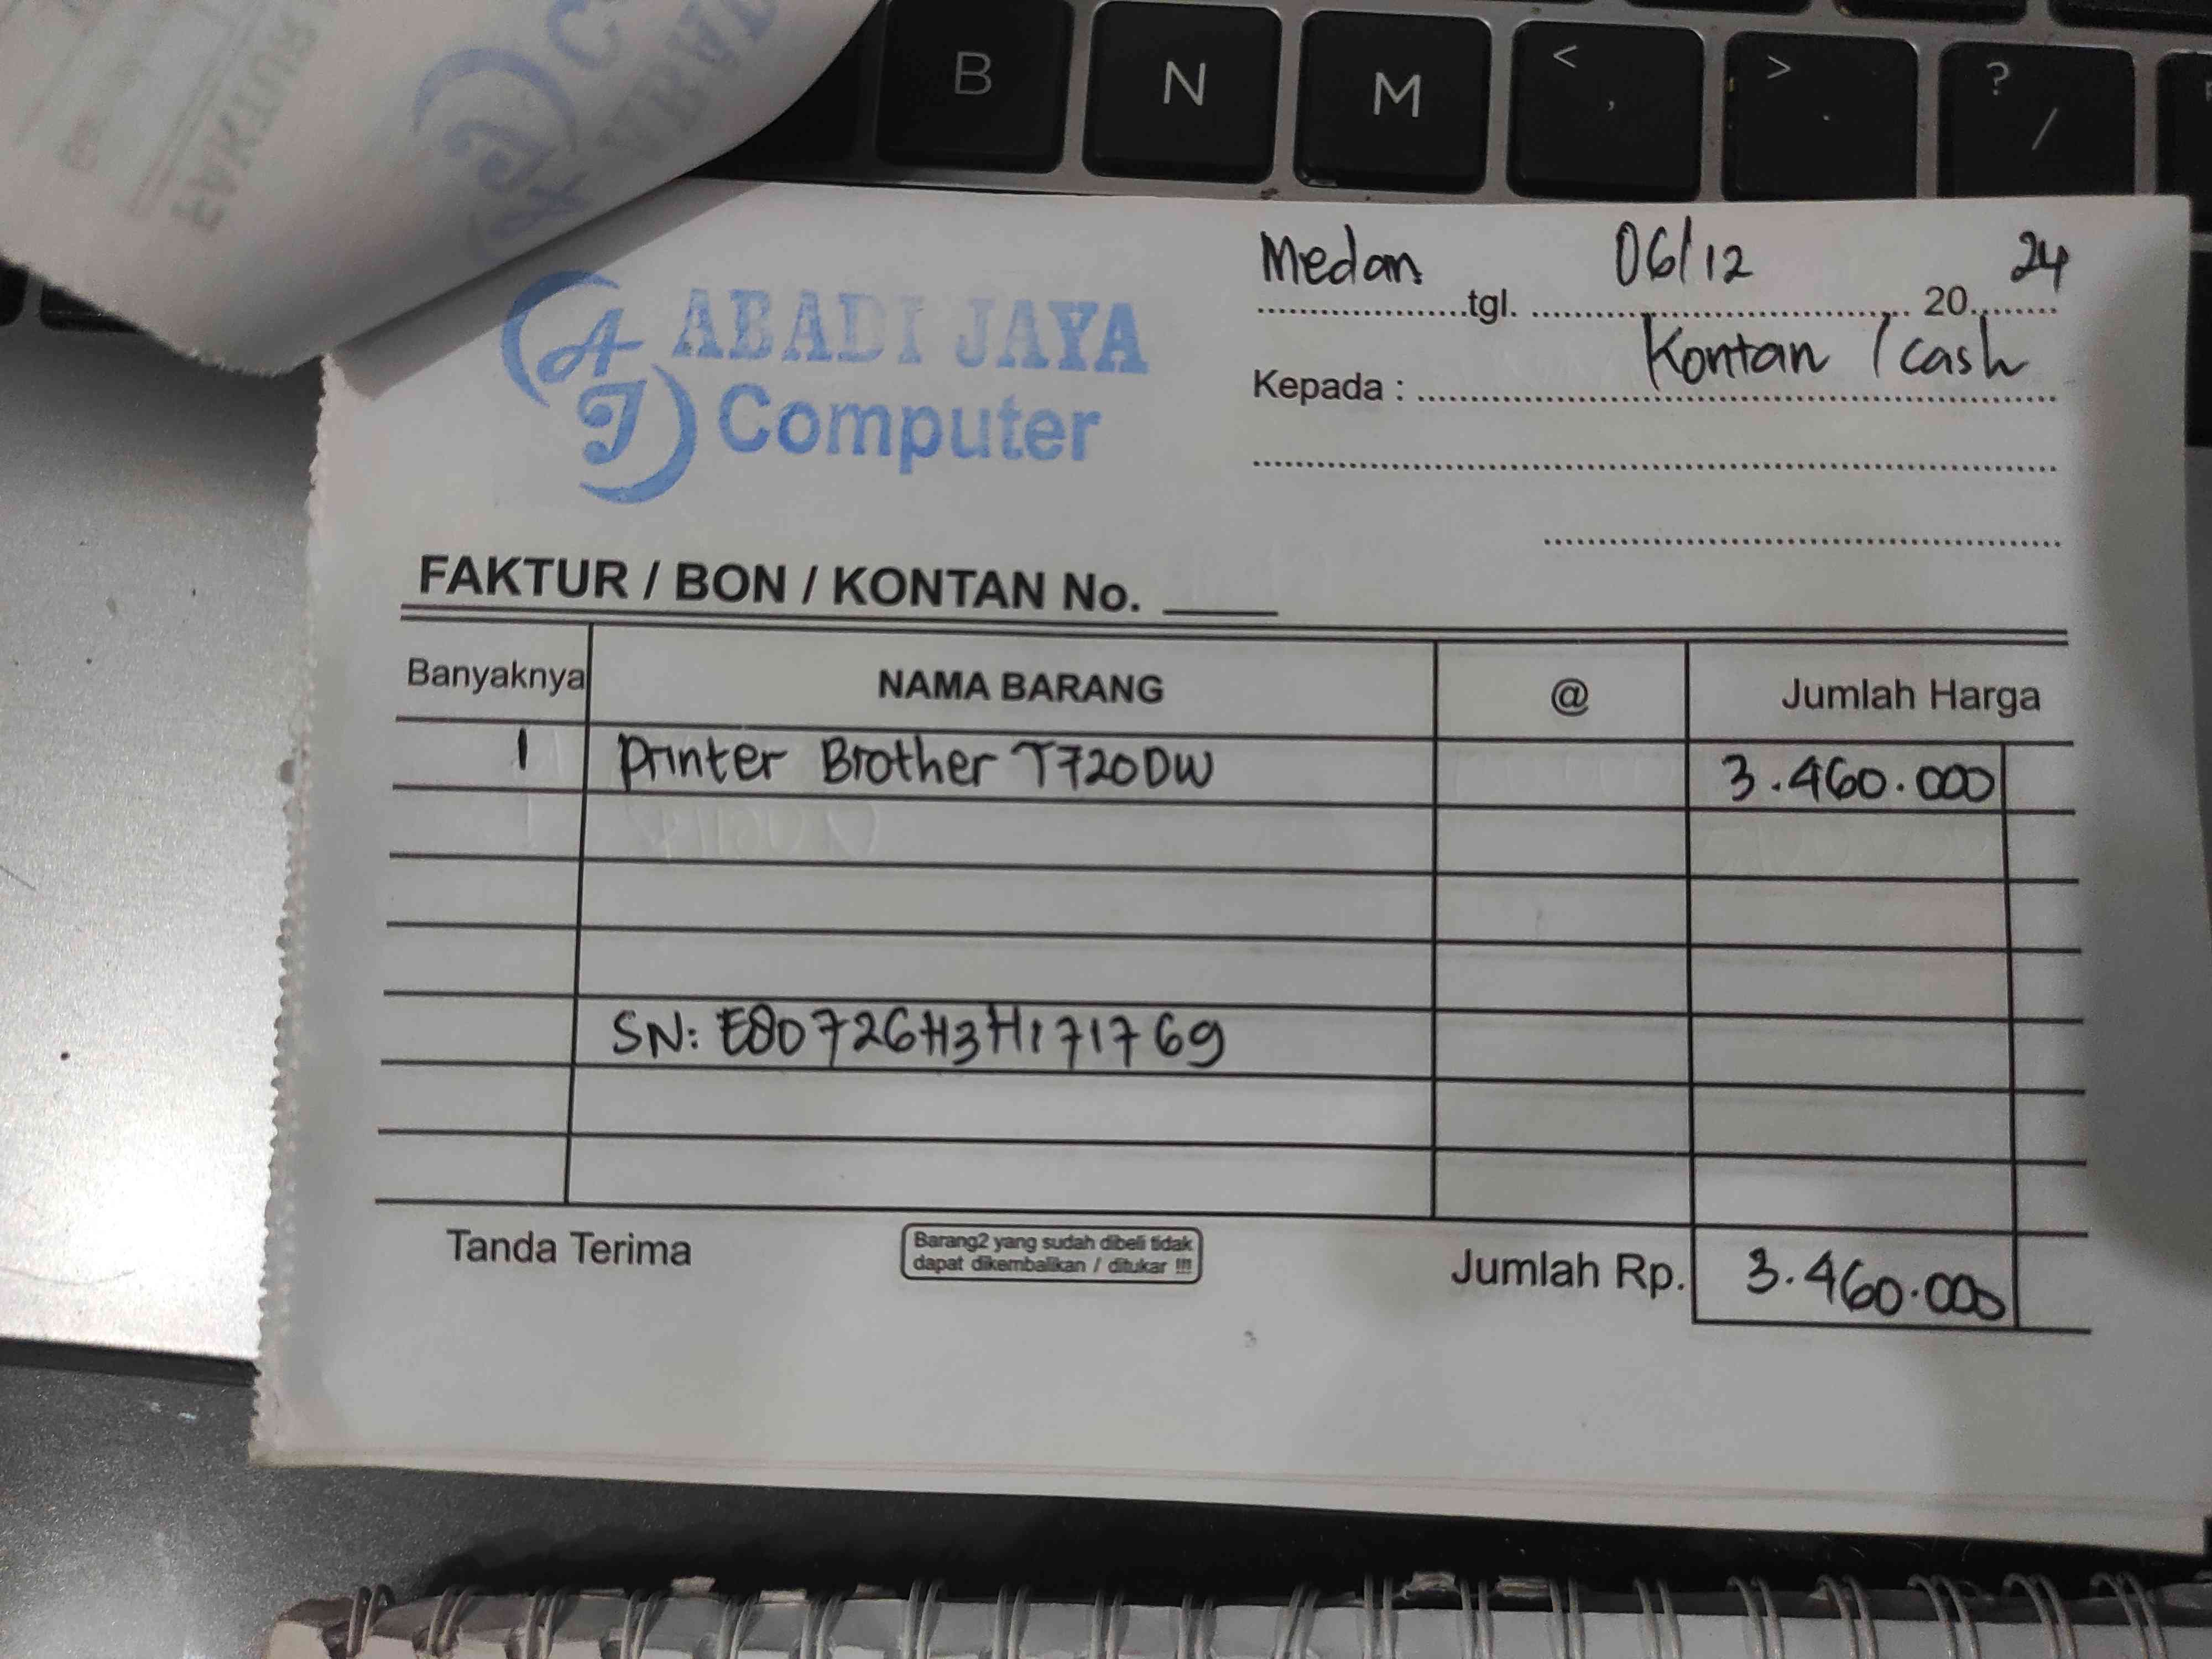 B N M < , > . ? /
Medan tgl. 06/12 2024
ABADI JAYA
Kepada : Kontan / cash
AJ Computer
FAKTUR / BON / KONTAN No.
Banyaknya NAMA BARANG @ Jumlah Harga
1 Printer Brother T720DW 3.460.000
SN: E80726H3H171769
Tanda Terima Barang2 yang sudah dibeli tidak
dapat dikembalikan / ditukar !!!
Jumlah Rp. 3.460.000